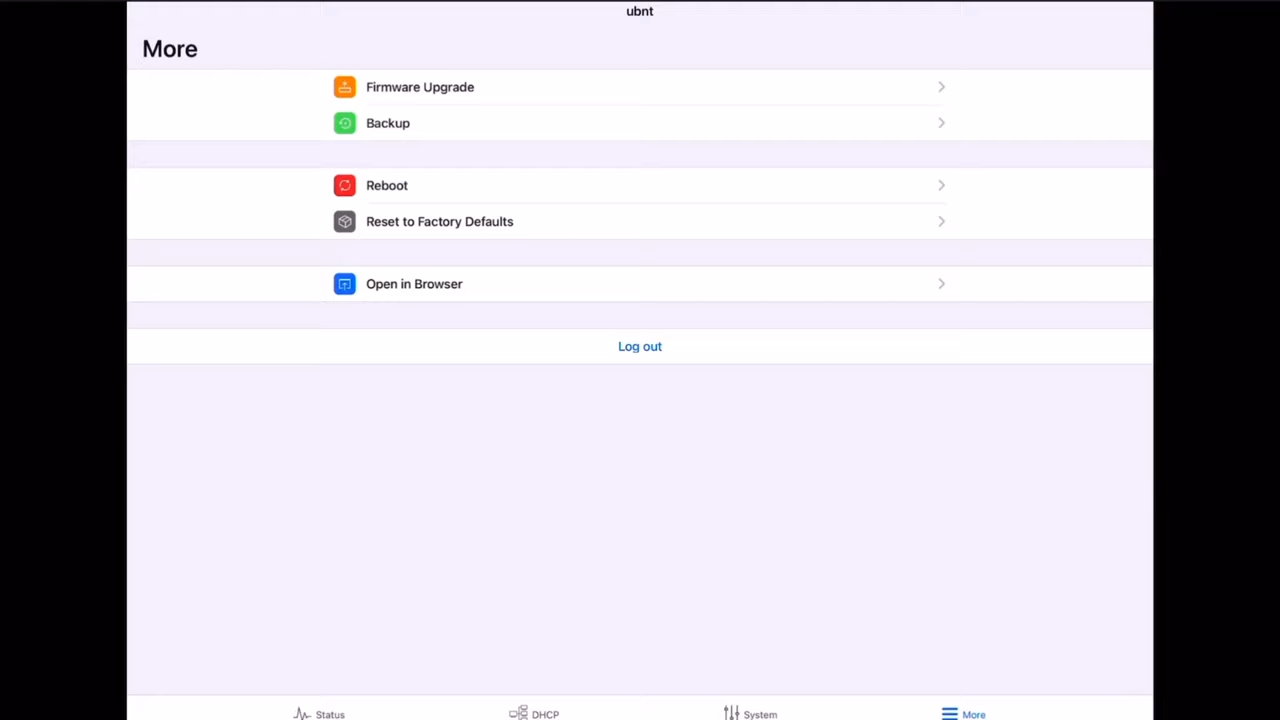 ubnt
More
Firmware Upgrade
Backup
Reboot
Reset to Factory Defaults
Open in Browser
Log out
Status
DHCP
System
More